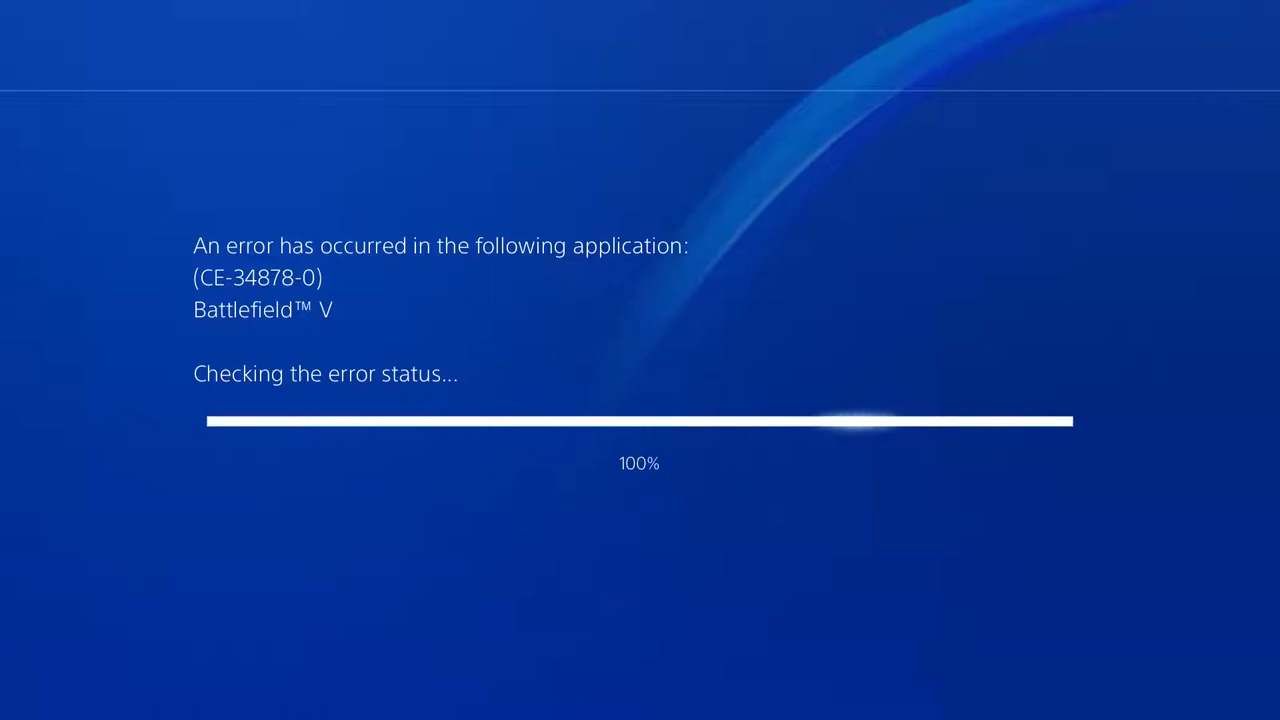 An error has occurred in the following application:
(CE-34878-0)
Battlefield™ V
Checking the error status...
100%